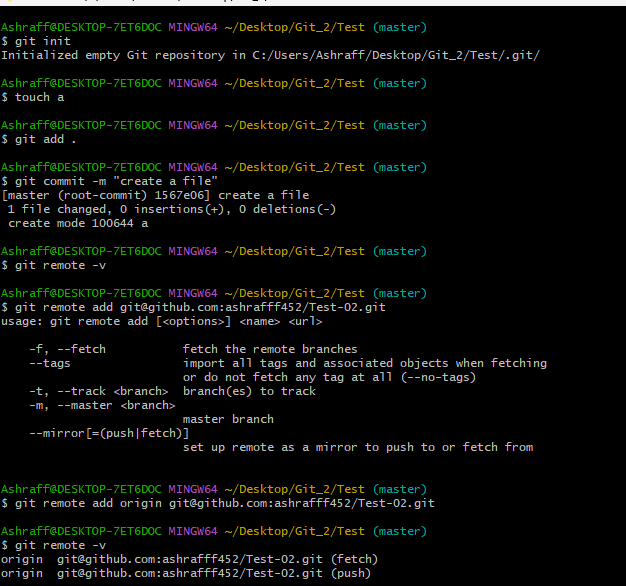 Ashraff@DESKTOP-7ET6DOC MINGW64 ~/Desktop/Git_2/Test (master)
$ git init
Initialized empty Git repository in C:/Users/Ashraff/Desktop/Git_2/Test/.git/
Ashraff@DESKTOP-7ET6DOC MINGW64 ~/Desktop/Git_2/Test (master)
$ touch a
Ashraff@DESKTOP-7ET6DOC MINGW64 ~/Desktop/Git_2/Test (master)
$ git add .
Ashraff@DESKTOP-7ET6DOC MINGW64 ~/Desktop/Git_2/Test (master)
$ git commit -m "create a file"
[master (root-commit) 1567e06] create a file
 1 file changed, 0 insertions(+), 0 deletions(-)
 create mode 100644 a
Ashraff@DESKTOP-7ET6DOC MINGW64 ~/Desktop/Git_2/Test (master)
$ git remote -v
Ashraff@DESKTOP-7ET6DOC MINGW64 ~/Desktop/Git_2/Test (master)
$ git remote add git@github.com:ashrafff452/Test-02.git
usage: git remote add [<options>] <name> <url>
    -f, --fetch           fetch the remote branches
    --tags                import all tags and associated objects when fetching
                          or do not fetch any tag at all (--no-tags)
    -t, --track <branch>  branch(es) to track
    -m, --master <branch>
                          master branch
    --mirror[=(push|fetch)]
                          set up remote as a mirror to push to or fetch from
Ashraff@DESKTOP-7ET6DOC MINGW64 ~/Desktop/Git_2/Test (master)
$ git remote add origin git@github.com:ashrafff452/Test-02.git
Ashraff@DESKTOP-7ET6DOC MINGW64 ~/Desktop/Git_2/Test (master)
$ git remote -v
origin  git@github.com:ashrafff452/Test-02.git (fetch)
origin  git@github.com:ashrafff452/Test-02.git (push)